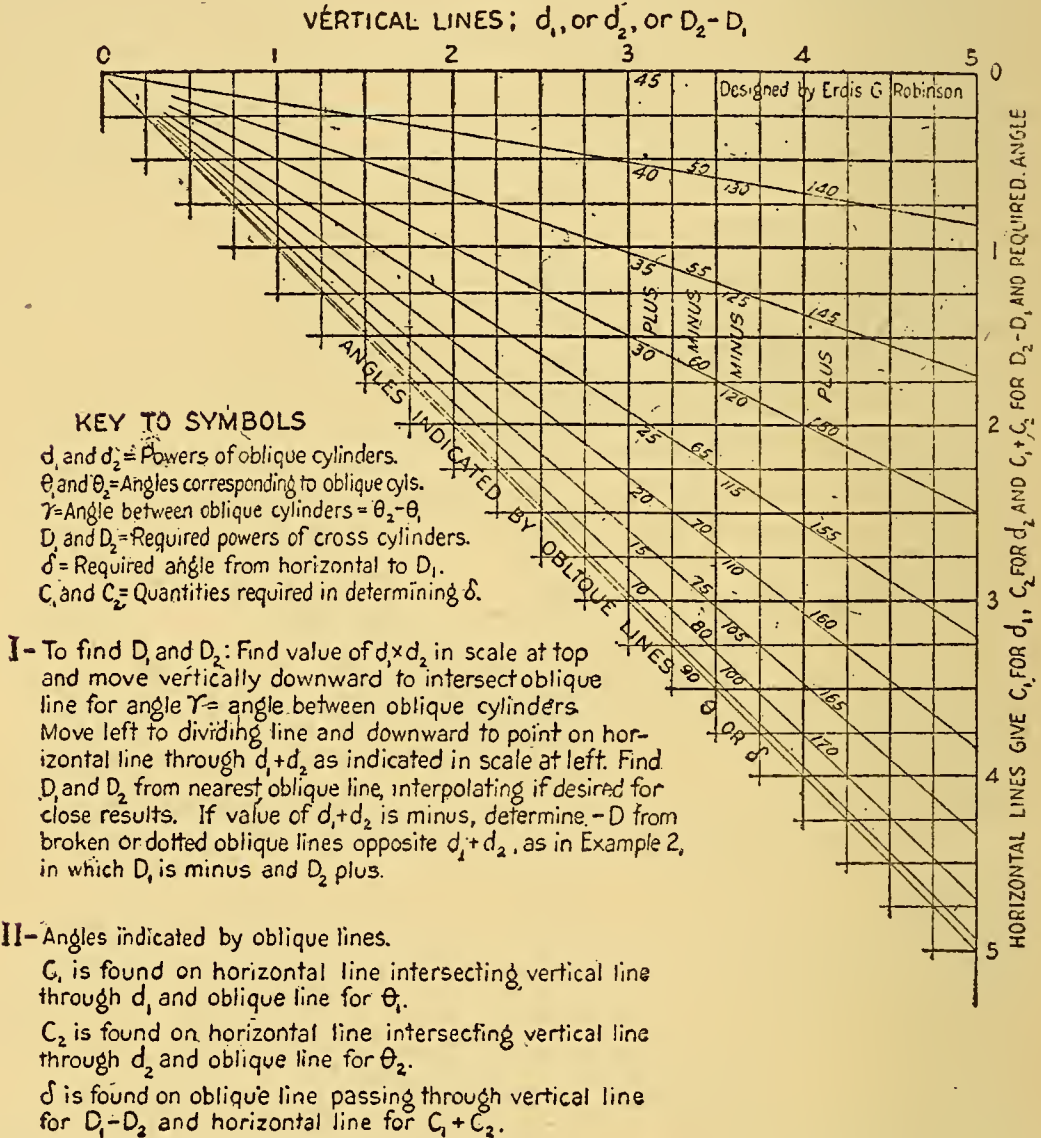 VERTICAL LINES; d₁, or d₂, or D₂-D₁
0 1 2 3 4 5
0
Designed by Erdis G Robinson
45
40 50 130 140
35 55 125 145
PLUS MINUS MINUS PLUS
30 60 120 150
25 65 115 155
20 70 110 160
15 75 105 165
10 80 100 170
90
1
2
3
4
5
ANGLES INDICATED BY OBLIQUE LINES θ OR δ
HORIZONTAL LINES GIVE C₁ FOR d₁, C₂ FOR d₂ AND C₁+C₂ FOR D₂-D₁ AND REQUIRED ANGLE
KEY TO SYMBOLS
d₁ and d₂ = Powers of oblique cylinders.
θ₁ and θ₂ = Angles corresponding to oblique cyls.
γ = Angle between oblique cylinders = θ₂-θ₁
D₁ and D₂ = Required powers of cross cylinders.
δ = Required angle from horizontal to D₁.
C₁ and C₂ = Quantities required in determining δ.
I- To find D₁ and D₂: Find value of d₁×d₂ in scale at top
and move vertically downward to intersect oblique
line for angle γ = angle between oblique cylinders
Move left to dividing line and downward to point on hor-
izontal line through d₁+d₂ as indicated in scale at left. Find
D₁ and D₂ from nearest oblique line, interpolating if desired for
close results. If value of d₁+d₂ is minus, determine -D from
broken or dotted oblique lines opposite d₁+d₂, as in Example 2,
in which D₁ is minus and D₂ plus.
II- Angles indicated by oblique lines.
C₁ is found on horizontal line intersecting vertical line
through d₁ and oblique line for θ₁.
C₂ is found on horizontal line intersecting vertical line
through d₂ and oblique line for θ₂.
δ is found on oblique line passing through vertical line
for D₁-D₂ and horizontal line for C₁+C₂.